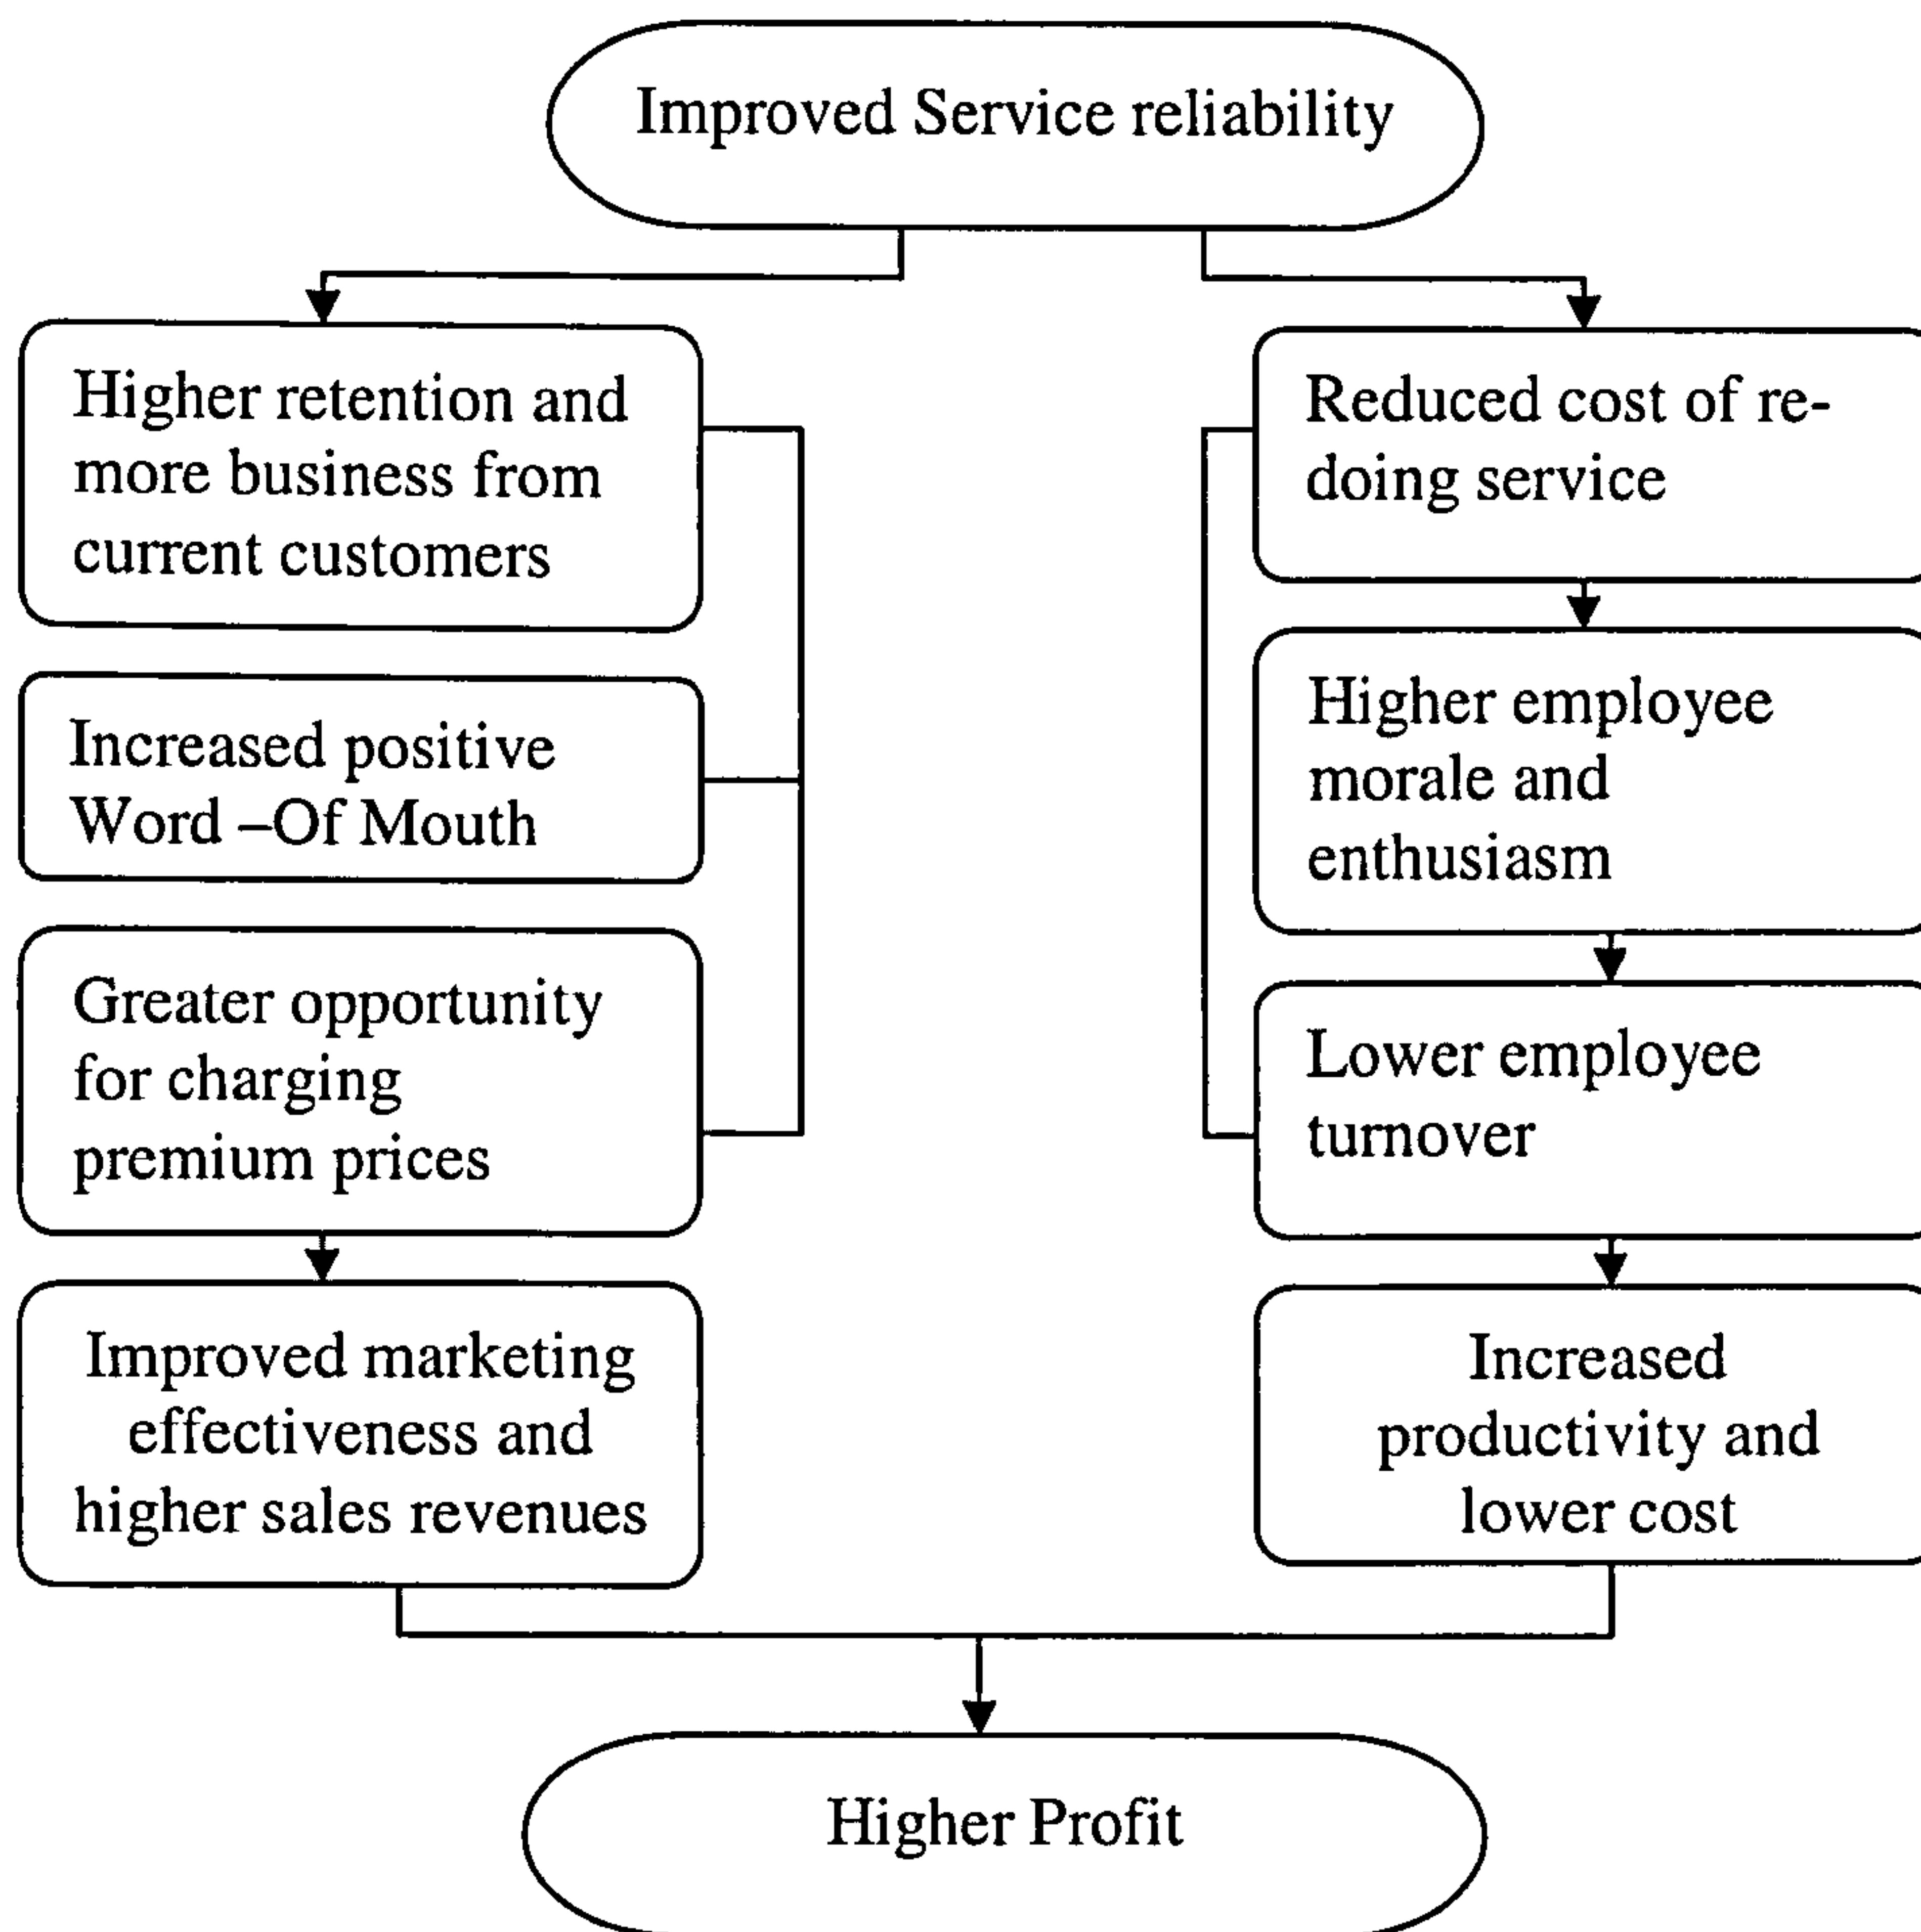 Improved Service reliability
Higher retention and
more business from
current customers
Increased positive
Word –Of Mouth
Greater opportunity
for charging
premium prices
Improved marketing
effectiveness and
higher sales revenues
Reduced cost of re-
doing service
Higher employee
morale and
enthusiasm
Lower employee
turnover
Increased
productivity and
lower cost
Higher Profit